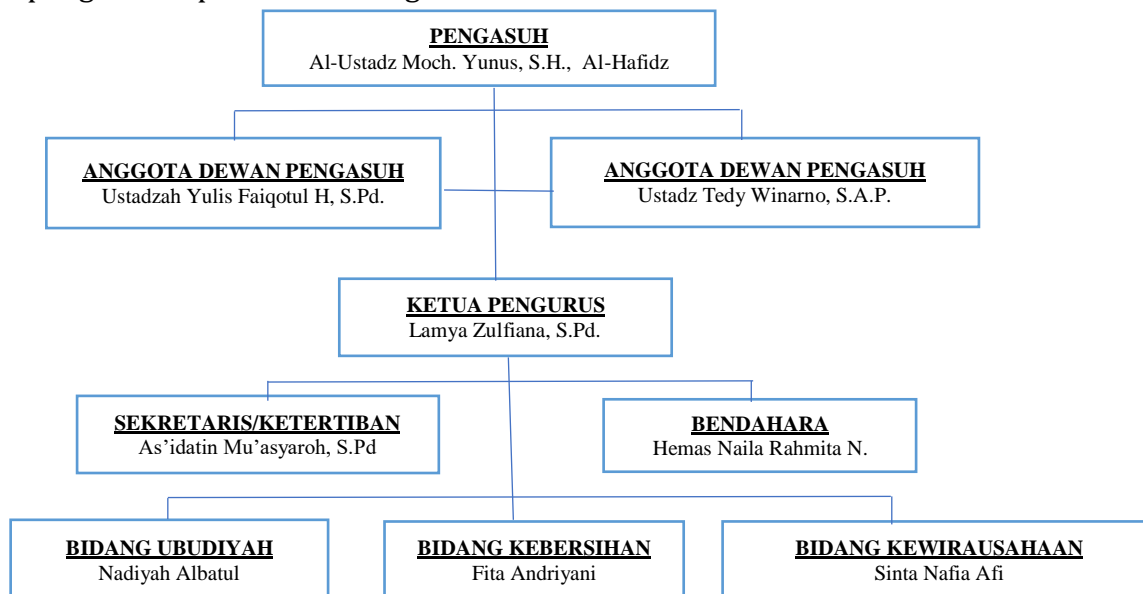 PENGASUH
Al-Ustadz Moch. Yunus, S.H., Al-Hafidz
ANGGOTA DEWAN PENGASUH
Ustadzah Yulis Faiqotul H, S.Pd.
ANGGOTA DEWAN PENGASUH
Ustadz Tedy Winarno, S.A.P.
KETUA PENGURUS
Lamya Zulfiana, S.Pd.
SEKRETARIS/KETERTIBAN
As’idatin Mu’asyaroh, S.Pd
BENDAHARA
Hemas Naila Rahmita N.
BIDANG UBUDIYAH
Nadiyah Albatul
BIDANG KEBERSIHAN
Fita Andriyani
BIDANG KEWIRAUSAHAAN
Sinta Nafia Afi